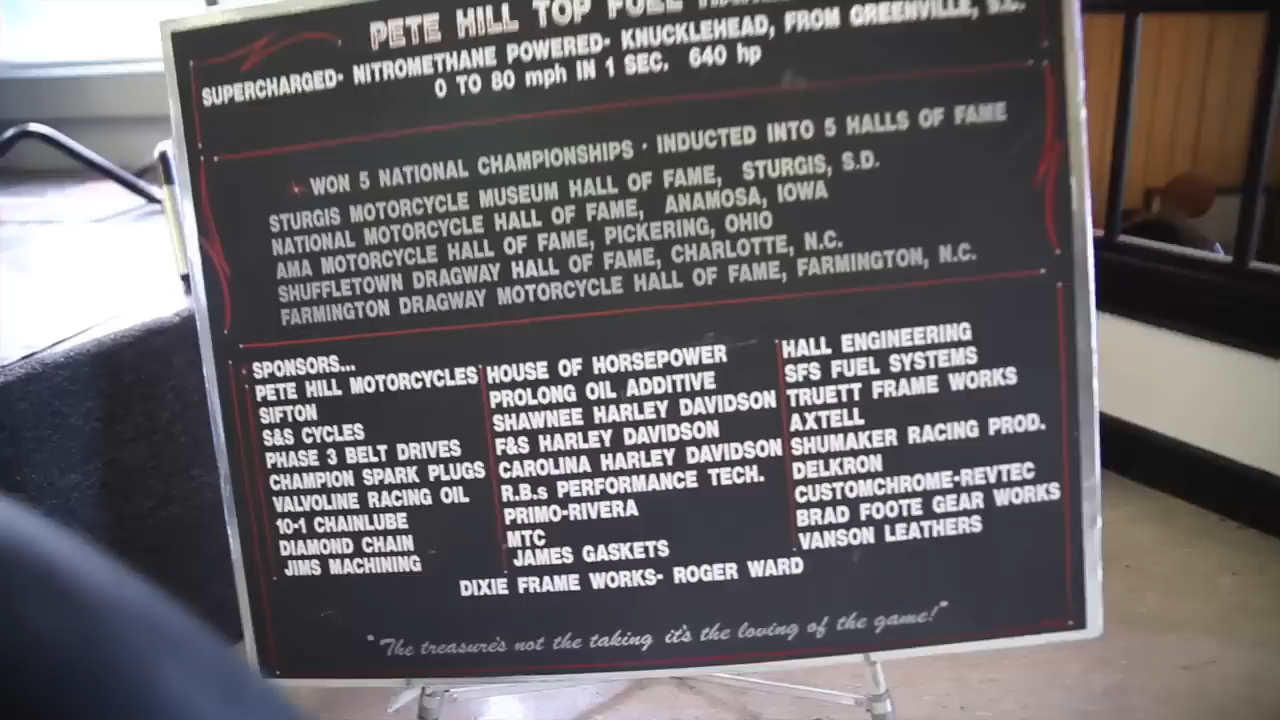 PETE HILL TOP FUEL
SUPERCHARGED- NITROMETHANE POWERED- KNUCKLEHEAD, FROM GREENVILLE, S.C.
0 TO 80 mph IN 1 SEC. 640 hp
WON 5 NATIONAL CHAMPIONSHIPS · INDUCTED INTO 5 HALLS OF FAME
STURGIS MOTORCYCLE MUSEUM HALL OF FAME, STURGIS, S.D.
NATIONAL MOTORCYCLE HALL OF FAME, ANAMOSA, IOWA
AMA MOTORCYCLE HALL OF FAME, PICKERING, OHIO
SHUFFLETOWN DRAGWAY HALL OF FAME, CHARLOTTE, N.C.
FARMINGTON DRAGWAY MOTORCYCLE HALL OF FAME, FARMINGTON, N.C.
SPONSORS...
PETE HILL MOTORCYCLES
SIFTON
S&S CYCLES
PHASE 3 BELT DRIVES
CHAMPION SPARK PLUGS
VALVOLINE RACING OIL
10-1 CHAINLUBE
DIAMOND CHAIN
JIMS MACHINING
HOUSE OF HORSEPOWER
PROLONG OIL ADDITIVE
SHAWNEE HARLEY DAVIDSON
F&S HARLEY DAVIDSON
CAROLINA HARLEY DAVIDSON
R.B.s PERFORMANCE TECH.
PRIMO-RIVERA
MTC
JAMES GASKETS
HALL ENGINEERING
SFS FUEL SYSTEMS
TRUETT FRAME WORKS
AXTELL
SHUMAKER RACING PROD.
DELKRON
CUSTOMCHROME-REVTEC
BRAD FOOTE GEAR WORKS
VANSON LEATHERS
DIXIE FRAME WORKS- ROGER WARD
"The treasure's not the taking it's the loving of the game!"